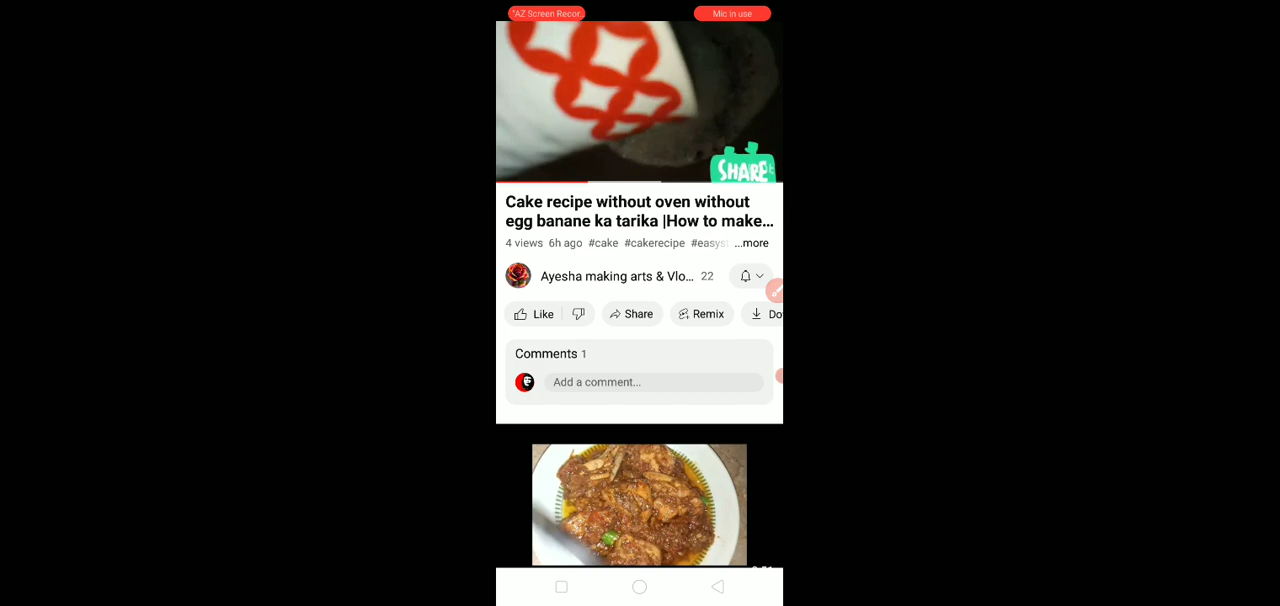 "AZ Screen Recor..
Mic in use
SHARE
Cake recipe without oven without
egg banane ka tarika |How to make...
4 views 6h ago #cake #cakerecipe #easys ...more
Ayesha making arts & Vlo... 22
Like Share Remix Do
Comments 1
Add a comment...